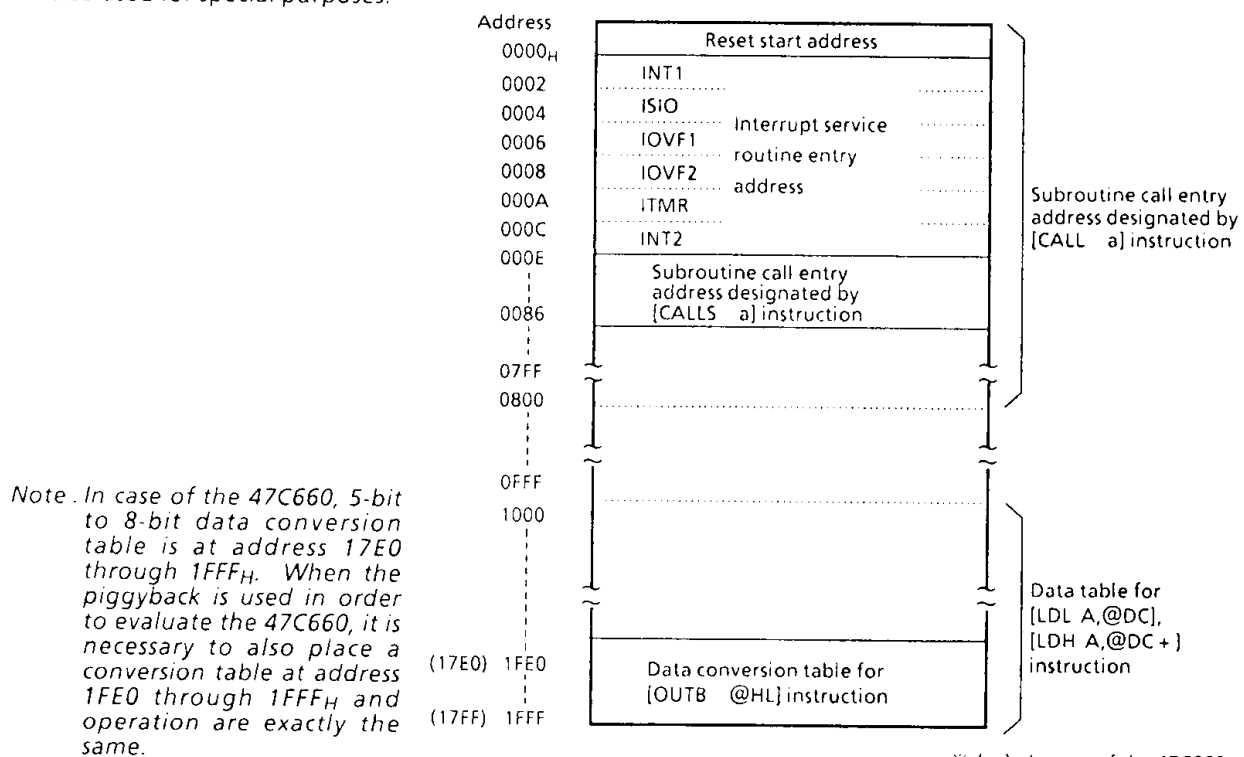 used for special purposes.
Address
0000H
Reset start address
0002
INT1
0004
ISIO
Interrupt service
0006
IOVF1
routine entry
0008
IOVF2
address
000A
ITMR
000C
INT2
000E
Subroutine call entry
address designated by
[CALLS a] instruction
0086
Subroutine call entry
address designated by
[CALL a] instruction
07FF
0800
0FFF
1000
Note. In case of the 47C660, 5-bit
to 8-bit data conversion
table is at address 17E0
through 1FFFH. When the
piggyback is used in order
to evaluate the 47C660, it is
necessary to also place a
conversion table at address
1FE0 through 1FFFH and
operation are exactly the
same.
Data table for
[LDL A,@DC],
[LDH A,@DC+]
instruction
(17E0) 1FE0
Data conversion table for
[OUTB @HL] instruction
(17FF) 1FFF